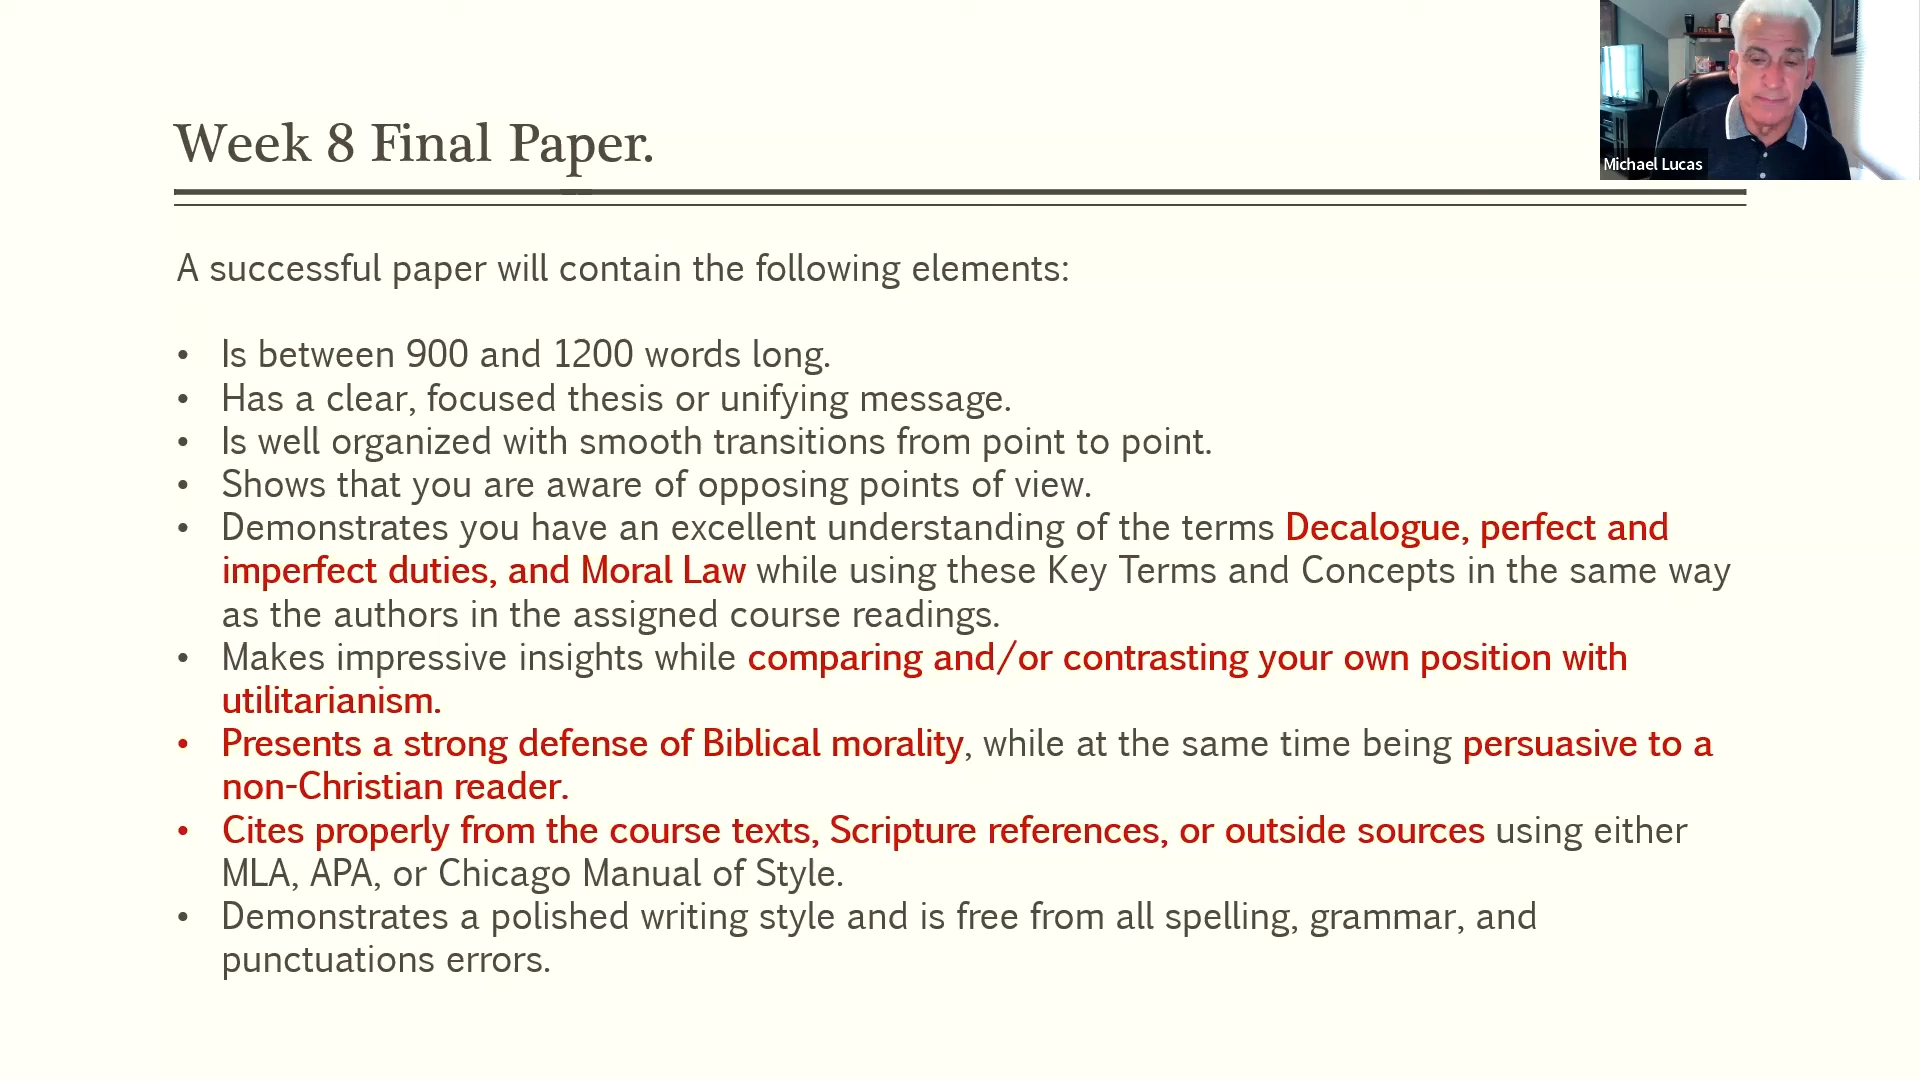 Michael Lucas
Week 8 Final Paper.
A successful paper will contain the following elements:
• Is between 900 and 1200 words long.
• Has a clear, focused thesis or unifying message.
• Is well organized with smooth transitions from point to point.
• Shows that you are aware of opposing points of view.
• Demonstrates you have an excellent understanding of the terms Decalogue, perfect and
imperfect duties, and Moral Law while using these Key Terms and Concepts in the same way
as the authors in the assigned course readings.
• Makes impressive insights while comparing and/or contrasting your own position with
utilitarianism.
• Presents a strong defense of Biblical morality, while at the same time being persuasive to a
non-Christian reader.
• Cites properly from the course texts, Scripture references, or outside sources using either
MLA, APA, or Chicago Manual of Style.
• Demonstrates a polished writing style and is free from all spelling, grammar, and
punctuations errors.